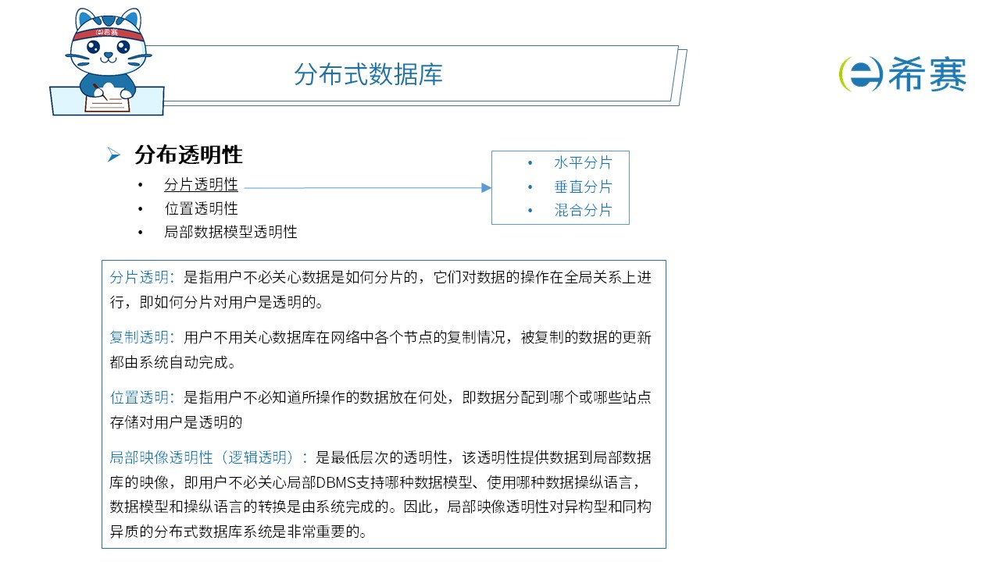 希赛
分布式数据库
希赛
分布透明性
• 分片透明性
• 位置透明性
• 局部数据模型透明性
• 水平分片
• 垂直分片
• 混合分片
分片透明：是指用户不必关心数据是如何分片的，它们对数据的操作在全局关系上进
行，即如何分片对用户是透明的。
复制透明：用户不用关心数据库在网络中各个节点的复制情况，被复制的数据的更新
都由系统自动完成。
位置透明：是指用户不必知道所操作的数据放在何处，即数据分配到哪个或哪些站点
存储对用户是透明的
局部映像透明性（逻辑透明）：是最低层次的透明性，该透明性提供数据到局部数据
库的映像，即用户不必关心局部DBMS支持哪种数据模型、使用哪种数据操纵语言，
数据模型和操纵语言的转换是由系统完成的。因此，局部映像透明性对异构型和同构
异质的分布式数据库系统是非常重要的。